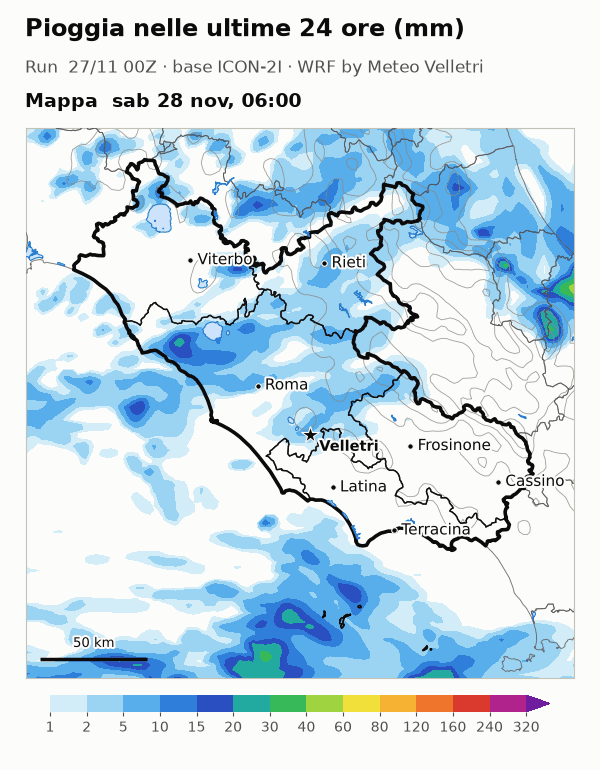 Pioggia nelle ultime 24 ore (mm)
Run  27/11 00Z · base ICON-2I · WRF by Meteo Velletri
Mappa  sab 28 nov, 06:00
Viterbo
Rieti
Roma
Velletri
Frosinone
Latina
Cassino
Terracina
50 km
1 2 5 10 15 20 30 40 60 80 120 160 240 320